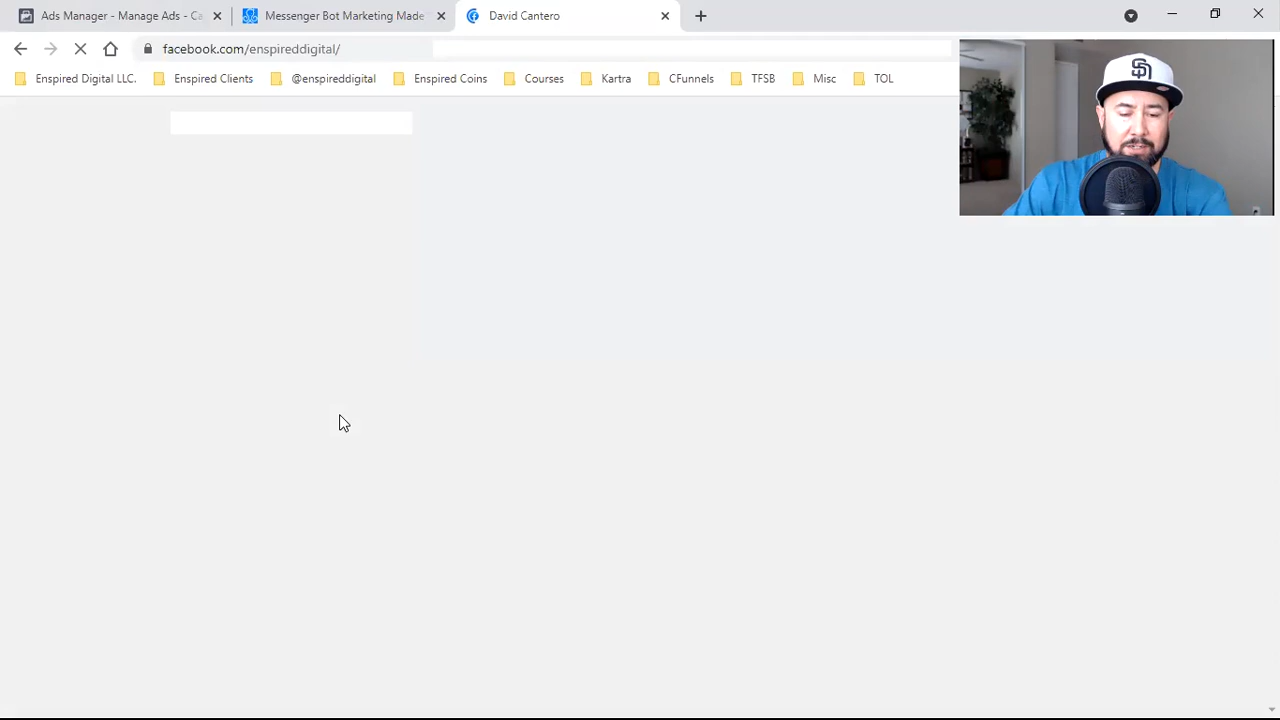 Ads Manager - Manage Ads - Ca
Messenger Bot Marketing Made
David Cantero
facebook.com/enspireddigital/
Enspired Digital LLC.
Enspired Clients
@enspireddigital
Enspired Coins
Courses
Kartra
CFunnels
TFSB
Misc
TOL
SD